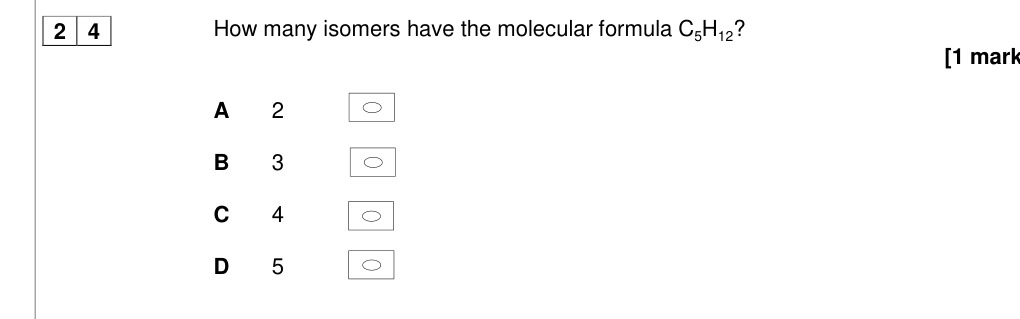 2 4 How many isomers have the molecular formula C₅H₁₂?
[1 mark
A 2
B 3
C 4
D 5